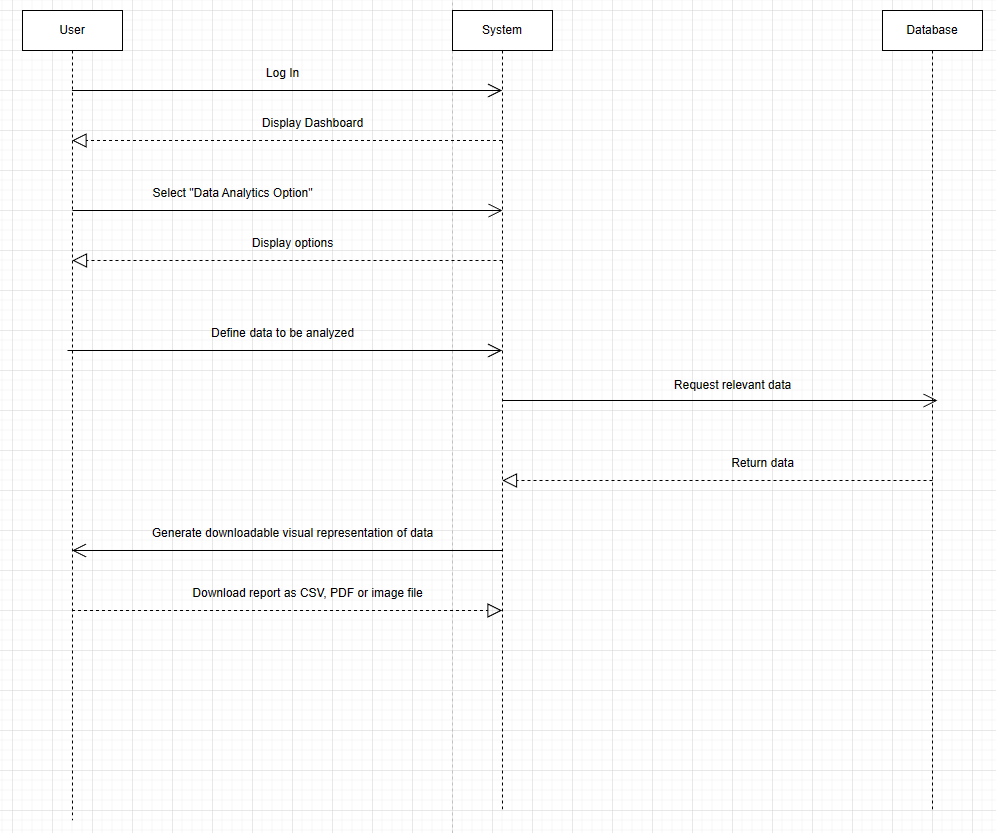 User
System
Database
Log In
Display Dashboard
Select "Data Analytics Option"
Display options
Define data to be analyzed
Request relevant data
Return data
Generate downloadable visual representation of data
Download report as CSV, PDF or image file